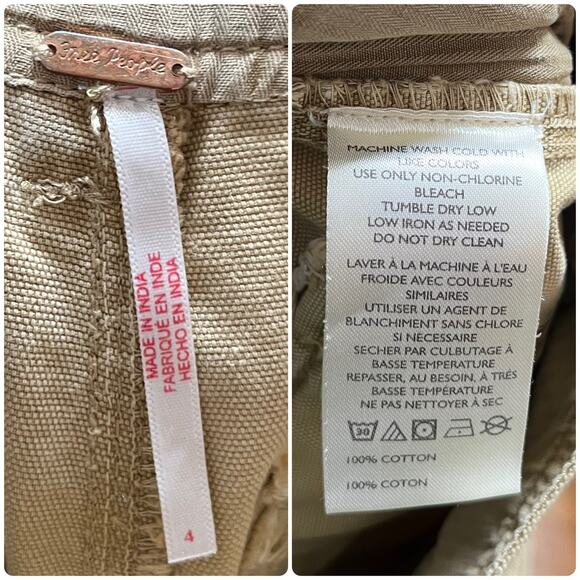 Free People
MADE IN INDIA
FABRIQUÉ EN INDE
HECHO EN INDIA
4
MACHINE WASH COLD WITH
LIKE COLORS
USE ONLY NON-CHLORINE
BLEACH
TUMBLE DRY LOW
LOW IRON AS NEEDED
DO NOT DRY CLEAN
LAVER À LA MACHINE À L'EAU
FROIDE AVEC COULEURS
SIMILAIRES
UTILISER UN AGENT DE
BLANCHIMENT SANS CHLORE
SI NÉCESSAIRE
SECHER PAR CULBUTAGE À
BASSE TEMPERATURE
REPASSER, AU BESOIN, À TRÉS
BASSE TEMPÉRATURE
NE PAS NETTOYER À SEC
30
100% COTTON
100% COTON